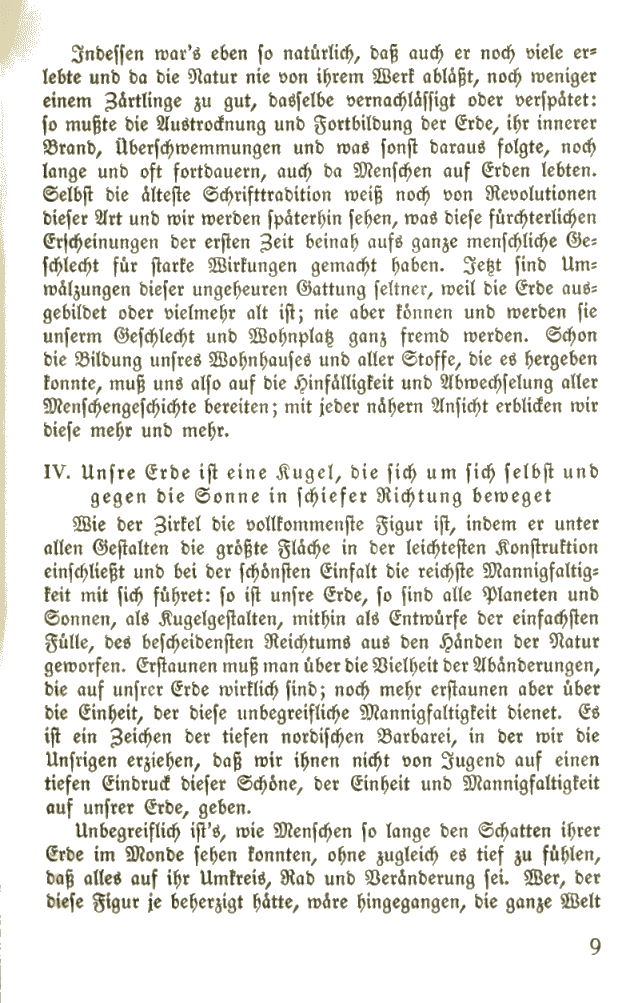 Indessen war's eben so natürlich, daß auch er noch viele er-
lebte und da die Natur nie von ihrem Werk abläßt, noch weniger
einem Zärtlinge zu gut, dasselbe vernachlässigt oder verspätet:
so mußte die Austrocknung und Fortbildung der Erde, ihr innerer
Brand, Überschwemmungen und was sonst daraus folgte, noch
lange und oft fortdauern, auch da Menschen auf Erden lebten.
Selbst die älteste Schrifttradition weiß noch von Revolutionen
dieser Art und wir werden späterhin sehen, was diese fürchterlichen
Erscheinungen der ersten Zeit beinah aufs ganze menschliche Ge-
schlecht für starke Wirkungen gemacht haben. Jetzt sind Um-
wälzungen dieser ungeheuren Gattung seltner, weil die Erde aus-
gebildet oder vielmehr alt ist; nie aber können und werden sie
unserm Geschlecht und Wohnplatz ganz fremd werden. Schon
die Bildung unsres Wohnhauses und aller Stoffe, die es hergeben
konnte, muß uns also auf die Hinfälligkeit und Abwechselung aller
Menschengeschichte bereiten; mit jeder nähern Ansicht erblicken wir
diese mehr und mehr.
IV. Unsre Erde ist eine Kugel, die sich um sich selbst und
gegen die Sonne in schiefer Richtung beweget
Wie der Zirkel die vollkommenste Figur ist, indem er unter
allen Gestalten die größte Fläche in der leichtesten Konstruktion
einschließt und bei der schönsten Einfalt die reichste Mannigfaltig-
keit mit sich führet: so ist unsre Erde, so sind alle Planeten und
Sonnen, als Kugelgestalten, mithin als Entwürfe der einfachsten
Fülle, des bescheidensten Reichtums aus den Händen der Natur
geworfen. Erstaunen muß man über die Vielheit der Abänderungen,
die auf unsrer Erde wirklich sind; noch mehr erstaunen aber über
die Einheit, der diese unbegreifliche Mannigfaltigkeit dienet. Es
ist ein Zeichen der tiefen nordischen Barbarei, in der wir die
Unsrigen erziehen, daß wir ihnen nicht von Jugend auf einen
tiefen Eindruck dieser Schöne, der Einheit und Mannigfaltigkeit
auf unsrer Erde, geben.
Unbegreiflich ist's, wie Menschen so lange den Schatten ihrer
Erde im Monde sehen konnten, ohne zugleich es tief zu fühlen,
daß alles auf ihr Umkreis, Rad und Veränderung sei. Wer, der
diese Figur je beherzigt hätte, wäre hingegangen, die ganze Welt
9